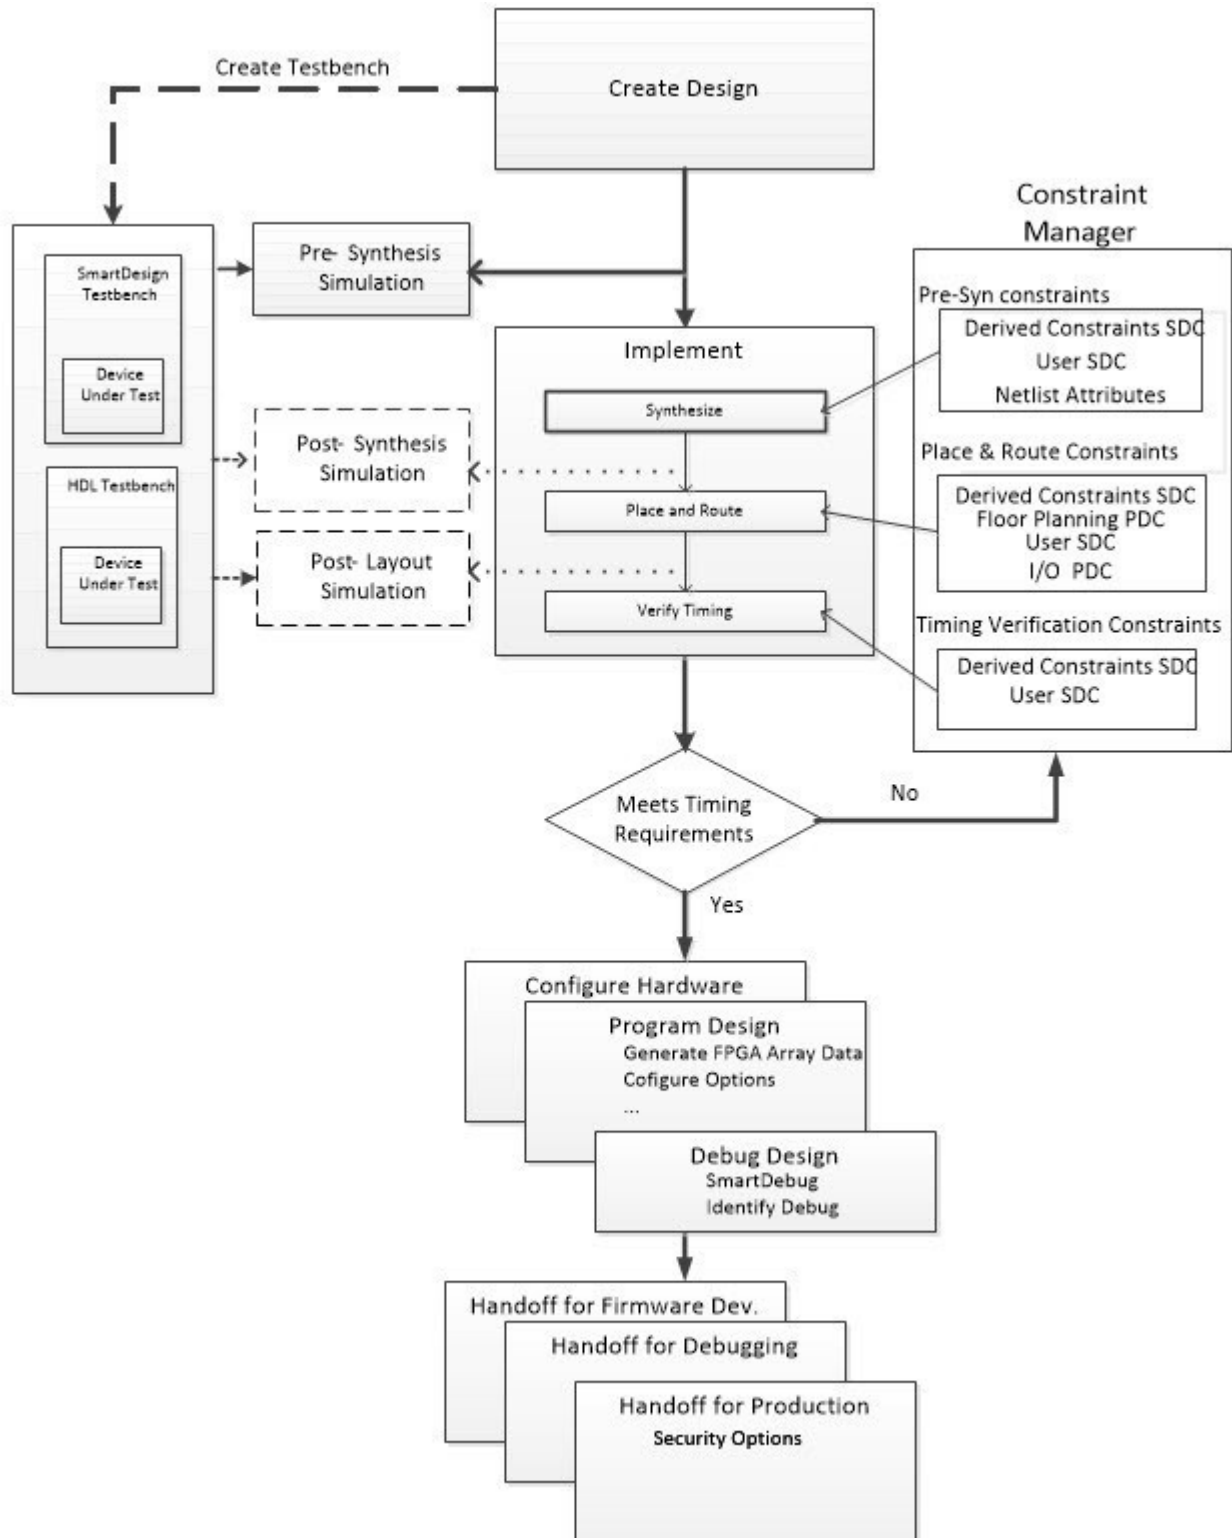 Create Testbench
Create Design
Constraint
Manager
SmartDesign
Testbench
Device
Under Test
HDL Testbench
Device
Under Test
Pre- Synthesis
Simulation
Post- Synthesis
Simulation
Post- Layout
Simulation
Implement
Synthesize
Place and Route
Verify Timing
Pre-Syn constraints
Derived Constraints SDC
User SDC
Netlist Attributes
Place & Route Constraints
Derived Constraints SDC
Floor Planning PDC
User SDC
I/O PDC
Timing Verification Constraints
Derived Constraints SDC
User SDC
Meets Timing
Requirements
No
Yes
Configure Hardware
Program Design
Generate FPGA Array Data
Cofigure Options
...
Debug Design
SmartDebug
Identify Debug
Handoff for Firmware Dev.
Handoff for Debugging
Handoff for Production
Security Options